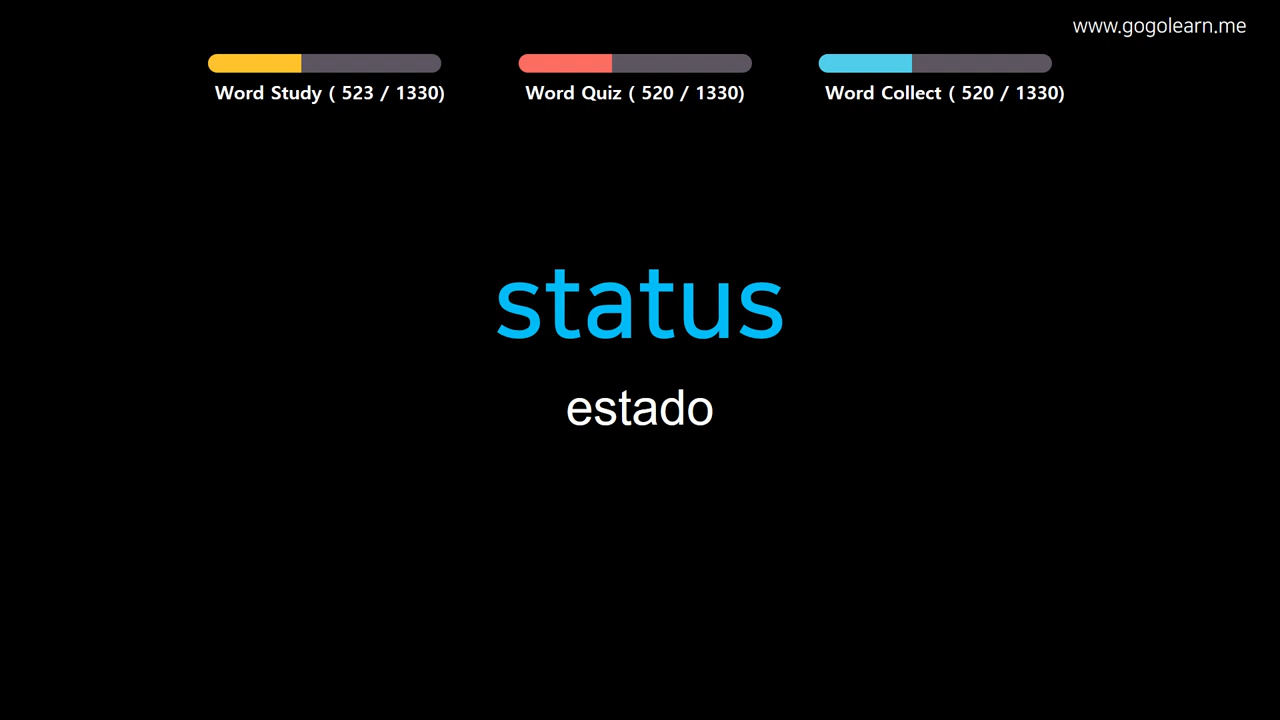 www.gogolearn.me
Word Study ( 523 / 1330)
Word Quiz ( 520 / 1330)
Word Collect ( 520 / 1330)
status
estado